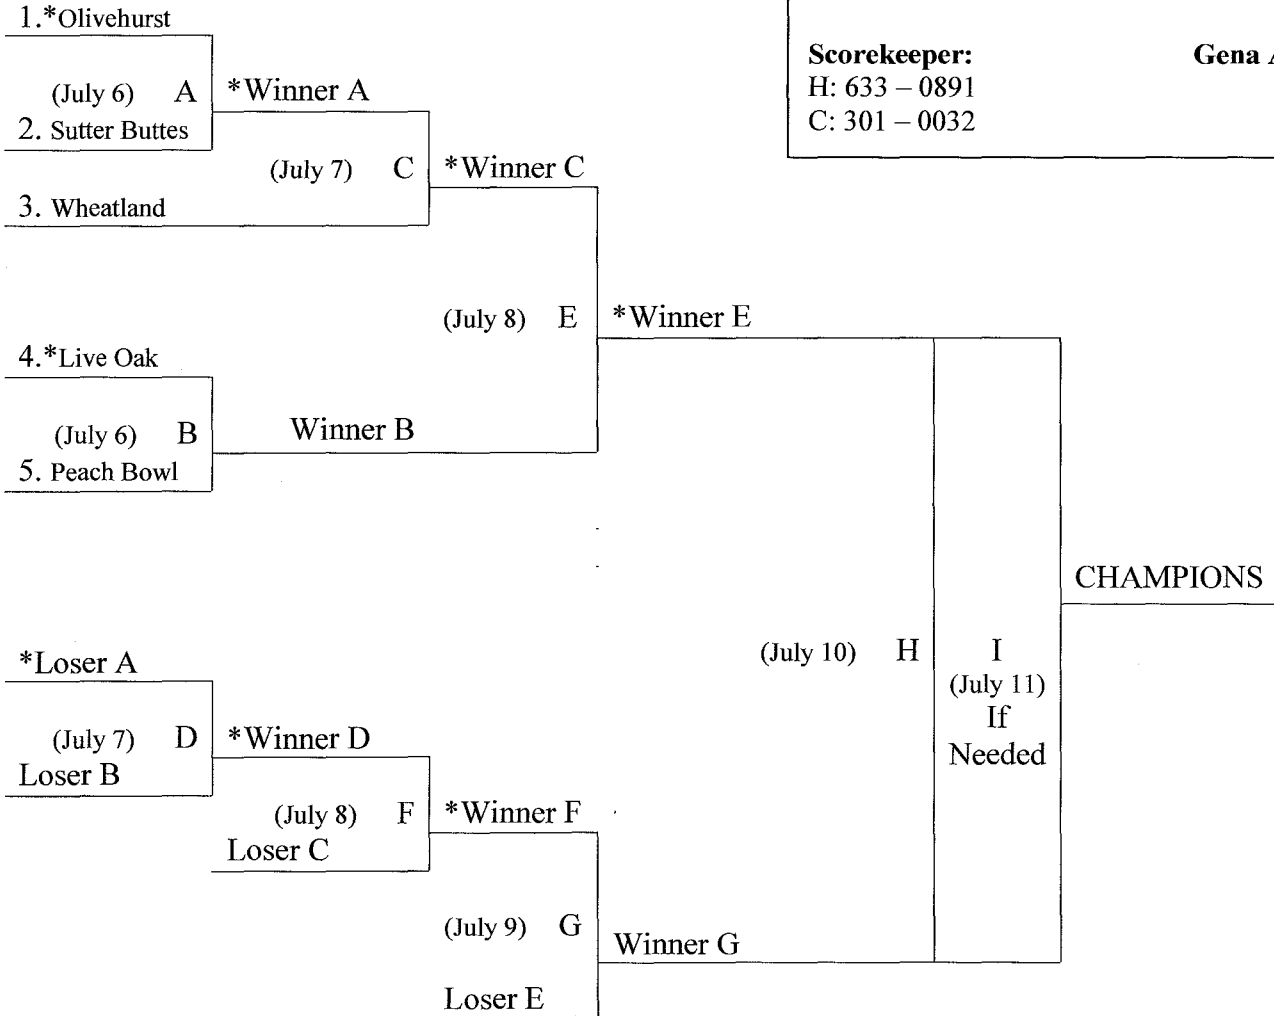 1.*Olivehurst
(July 6) A
2. Sutter Buttes
*Winner A
(July 7) C
3. Wheatland
*Winner C
(July 8) E
4.*Live Oak
(July 6) B
5. Peach Bowl
Winner B
*Winner E
*Loser A
(July 7) D
Loser B
*Winner D
(July 8) F
Loser C
*Winner F
(July 9) G
Loser E
Winner G
(July 10) H
I
(July 11)
If
Needed
CHAMPIONS
Scorekeeper: Gena A
H: 633 – 0891
C: 301 – 0032